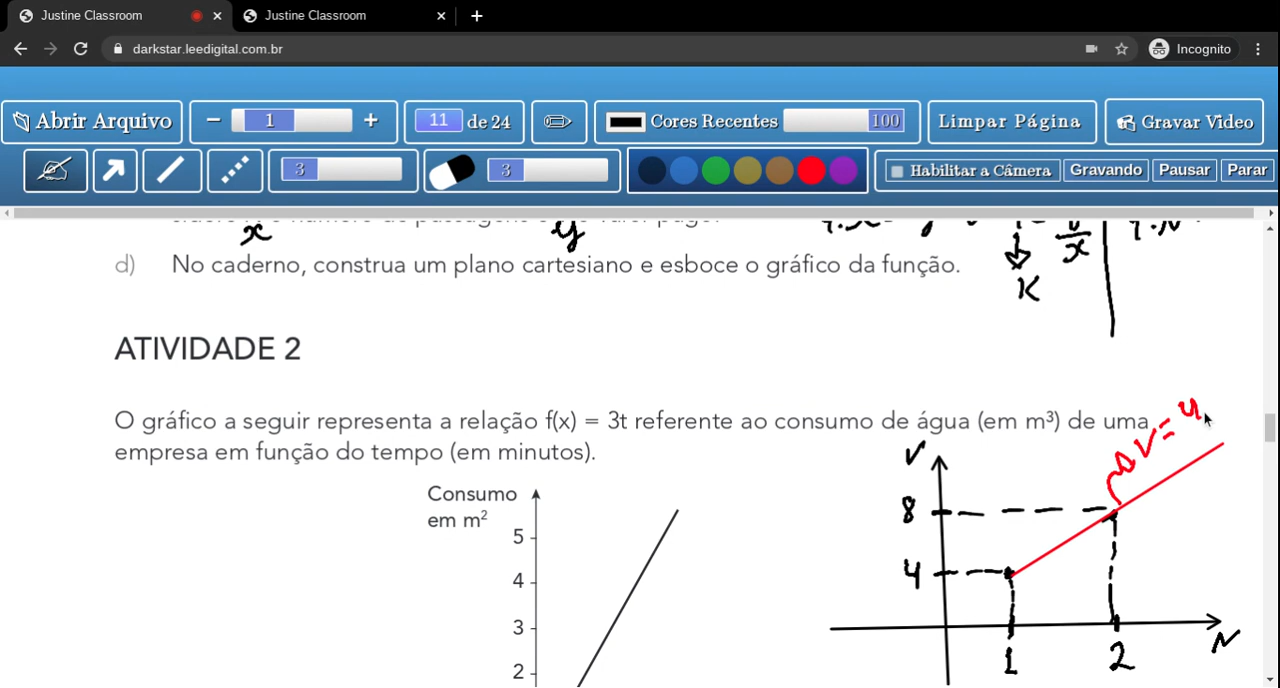 Justine Classroom
Justine Classroom
darkstar.leedigital.com.br
Incognito
Abrir Arquivo
− 1 +
11 de 24
Cores Recentes
100
Limpar Página
Gravar Video
3
3
Habilitar a Câmera
Gravando
Pausar
Parar
x
y
x
K
d) No caderno, construa um plano cartesiano e esboce o gráfico da função.
ATIVIDADE 2
O gráfico a seguir representa a relação f(x) = 3t referente ao consumo de água (em m³) de uma
empresa em função do tempo (em minutos).
Consumo
em m²
5
4
3
2
V
8
4
1
2
N
ΔV = 4